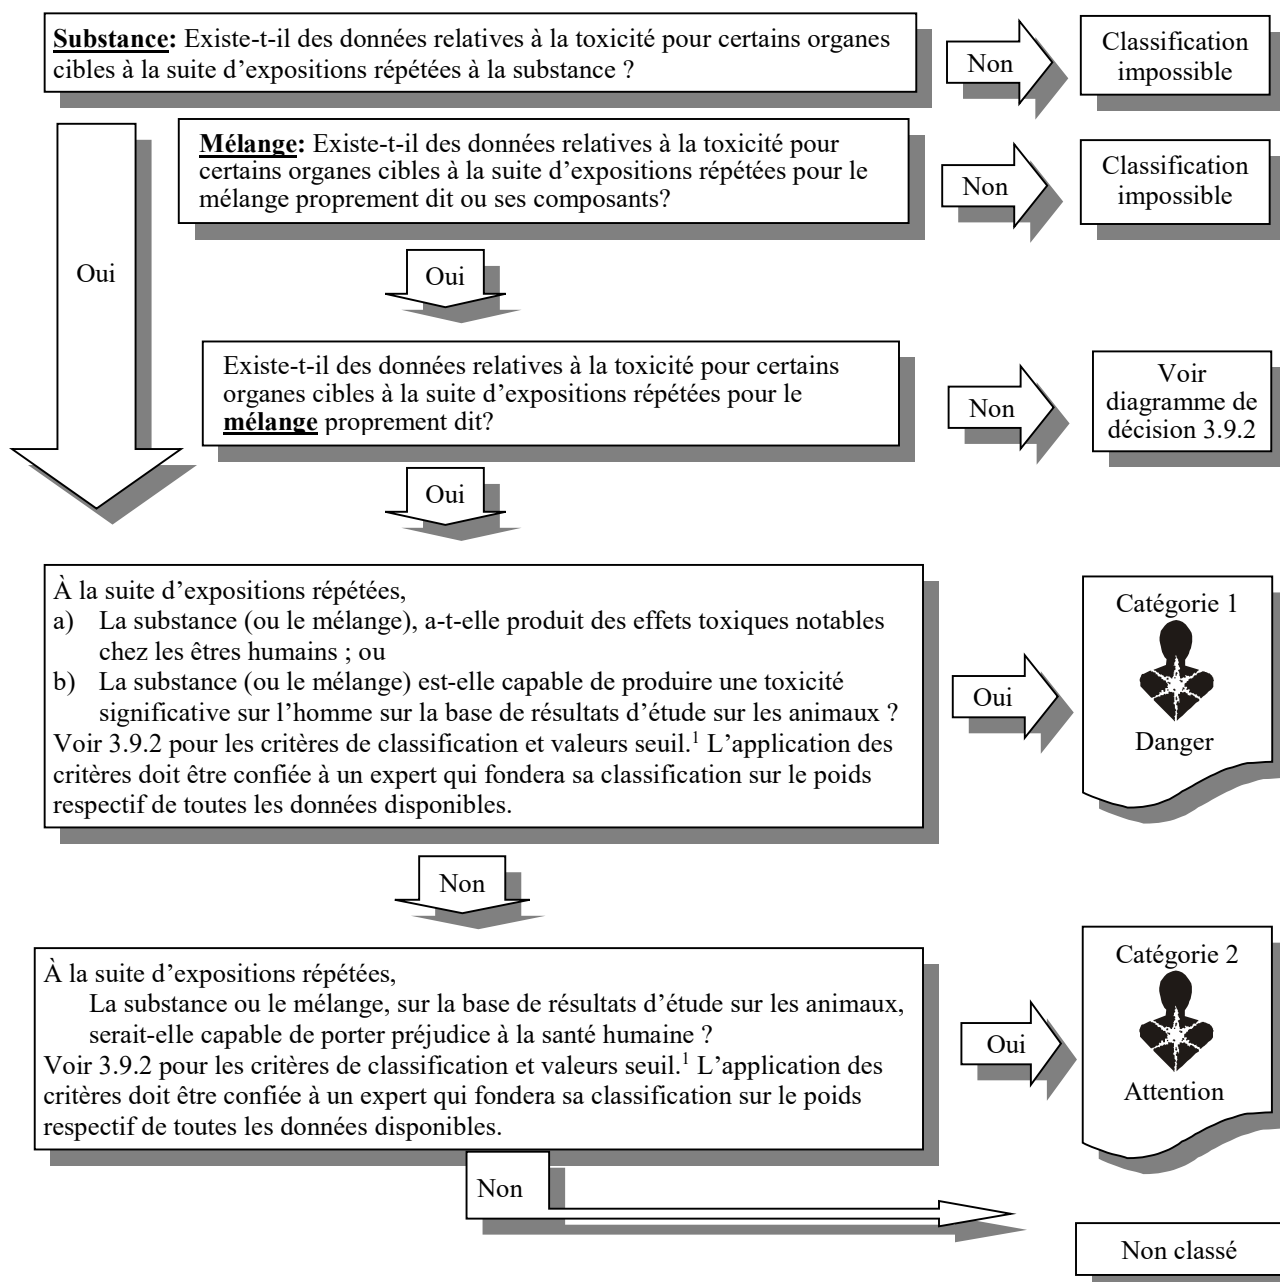 Substance: Existe-t-il des données relatives à la toxicité pour certains organes
cibles à la suite d’expositions répétées à la substance ?
Non
Classification
impossible
Mélange: Existe-t-il des données relatives à la toxicité pour
certains organes cibles à la suite d’expositions répétées pour le
mélange proprement dit ou ses composants?
Non
Classification
impossible
Oui
Oui
Existe-t-il des données relatives à la toxicité pour certains
organes cibles à la suite d’expositions répétées pour le
mélange proprement dit?
Non
Voir
diagramme de
décision 3.9.2
Oui
À la suite d’expositions répétées,
a) La substance (ou le mélange), a-t-elle produit des effets toxiques notables
chez les êtres humains ; ou
b) La substance (ou le mélange) est-elle capable de produire une toxicité
significative sur l’homme sur la base de résultats d’étude sur les animaux ?
Voir 3.9.2 pour les critères de classification et valeurs seuil.¹ L’application des
critères doit être confiée à un expert qui fondera sa classification sur le poids
respectif de toutes les données disponibles.
Oui
Catégorie 1
Danger
Non
À la suite d’expositions répétées,
La substance ou le mélange, sur la base de résultats d’étude sur les animaux,
serait-elle capable de porter préjudice à la santé humaine ?
Voir 3.9.2 pour les critères de classification et valeurs seuil.¹ L’application des
critères doit être confiée à un expert qui fondera sa classification sur le poids
respectif de toutes les données disponibles.
Oui
Catégorie 2
Attention
Non
Non classé